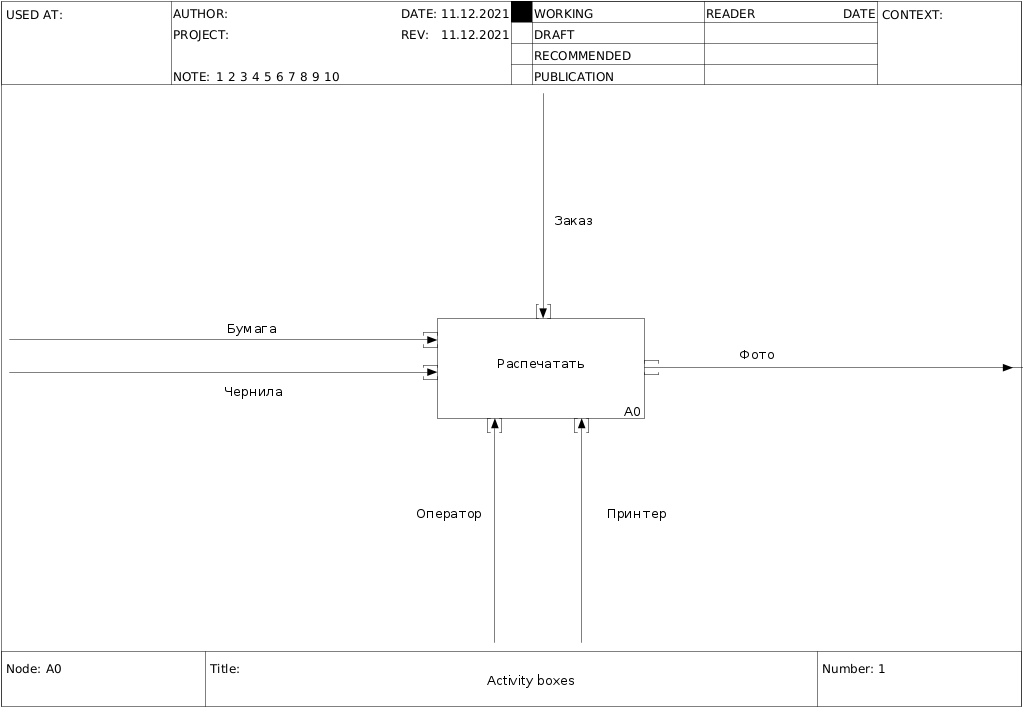 USED AT:
AUTHOR:
DATE: 11.12.2021
WORKING
READER
DATE
CONTEXT:
PROJECT:
REV: 11.12.2021
DRAFT
RECOMMENDED
NOTE: 1 2 3 4 5 6 7 8 9 10
PUBLICATION
Заказ
Бумага
Фото
Распечатать
Чернила
A0
Оператор
Принтер
Node: A0
Title:
Activity boxes
Number: 1